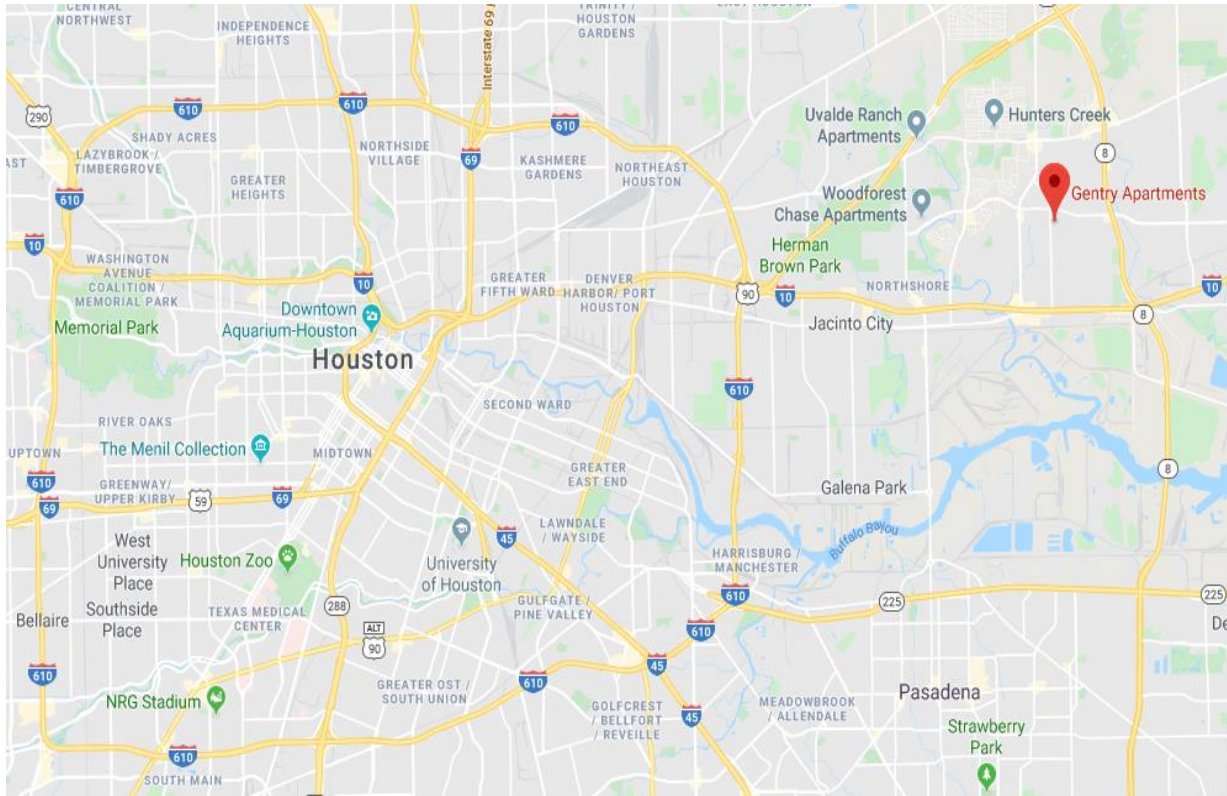 CENTRAL
NORTHWEST
INDEPENDENCE
HEIGHTS
Interstate 69
TRINITY /
HOUSTON
GARDENS
EAST HOUSTON
290
610
610
610
SHADY ACRES
NORTHSIDE
VILLAGE
69
KASHMERE
GARDENS
NORTHEAST
HOUSTON
Uvalde Ranch
Apartments
Hunters Creek
8
LAZYBROOK /
TIMBERGROVE
GREATER
HEIGHTS
610
Woodforest
Chase Apartments
Gentry Apartments
10
WASHINGTON
AVENUE
COALITION /
MEMORIAL PARK
10
GREATER
FIFTH WARD
DENVER
HARBOR/ PORT
HOUSTON
Herman
Brown Park
90
10
NORTHSHORE
10
8
Memorial Park
Downtown
Aquarium-Houston
Houston
Jacinto City
610
SECOND WARD
RIVER OAKS
The Menil Collection
MIDTOWN
UPTOWN
610
69
GREENWAY/
UPPER KIRBY
59
69
GREATER
EAST END
Galena Park
8
Buffalo Bayou
West
University
Place
Houston Zoo
University
of Houston
45
LAWNDALE
/ WAYSIDE
HARRISBURG /
MANCHESTER
610
225
225
Bellaire
Southside
Place
TEXAS MEDICAL
CENTER
288
ALT
90
GULFGATE /
PINE VALLEY
610
De
610
NRG Stadium
GREATER OST /
SOUTH UNION
610
45
45
GOLFCREST
/ BELLFORT
/ REVEILLE
MEADOWBROOK
/ ALLENDALE
Pasadena
Strawberry
Park
610
SOUTH MAIN